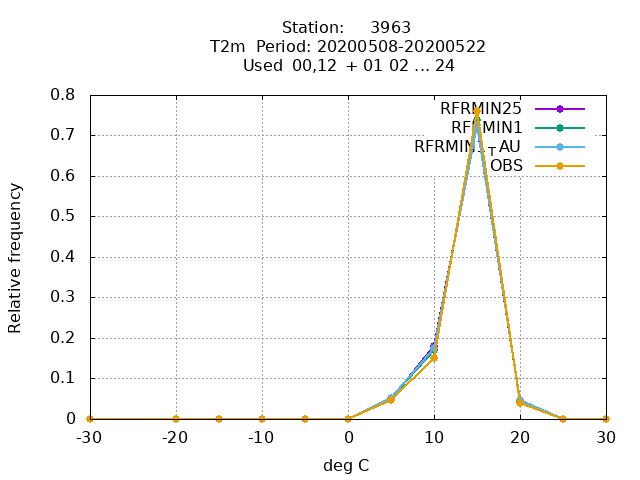 Station: 3963
T2m Period: 20200508-20200522
Used 00,12 + 01 02 ... 24
0.8
0.7
0.6
0.5
0.4
0.3
0.2
0.1
0
Relative frequency
RFRMIN25
RFRMIN1
RFRMIN1TAU
OBS
-30
-20
-10
0
10
20
30
deg C